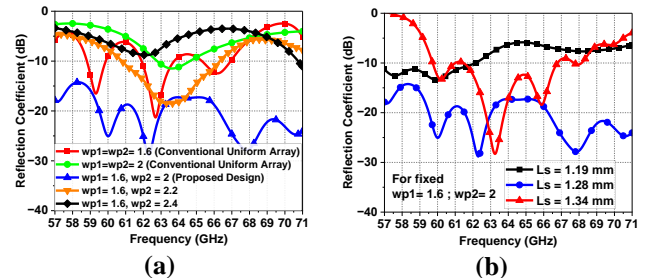 Reflection Coefficient (dB)
0
−10
−20
−30
−40
wp1=wp2= 1.6 (Conventional Uniform Array)
wp1=wp2= 2 (Conventional Uniform Array)
wp1= 1.6, wp2= 2 (Proposed Design)
wp1= 1.6, wp2= 2.2
wp1= 1.6, wp2= 2.4
57 58 59 60 61 62 63 64 65 66 67 68 69 70 71
Frequency (GHz)
(a)
Reflection Coefficient (dB)
0
−10
−20
−30
−40
For fixed
wp1= 1.6 ; wp2= 2
Ls = 1.19 mm
Ls = 1.28 mm
Ls = 1.34 mm
57 58 59 60 61 62 63 64 65 66 67 68 69 70 71
Frequency (GHz)
(b)